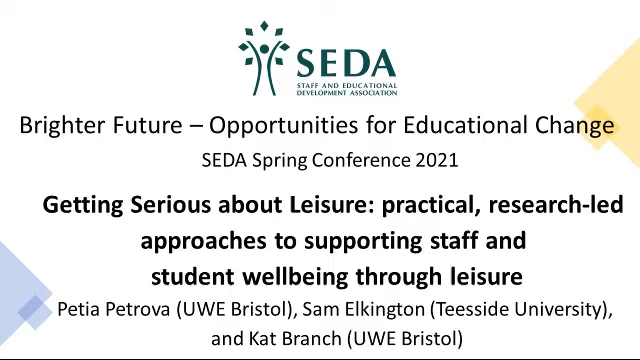 SEDA
STAFF AND EDUCATIONAL
DEVELOPMENT ASSOCIATION
Brighter Future – Opportunities for Educational Change
SEDA Spring Conference 2021
Getting Serious about Leisure: practical, research-led
approaches to supporting staff and
student wellbeing through leisure
Petia Petrova (UWE Bristol), Sam Elkington (Teesside University),
and Kat Branch (UWE Bristol)